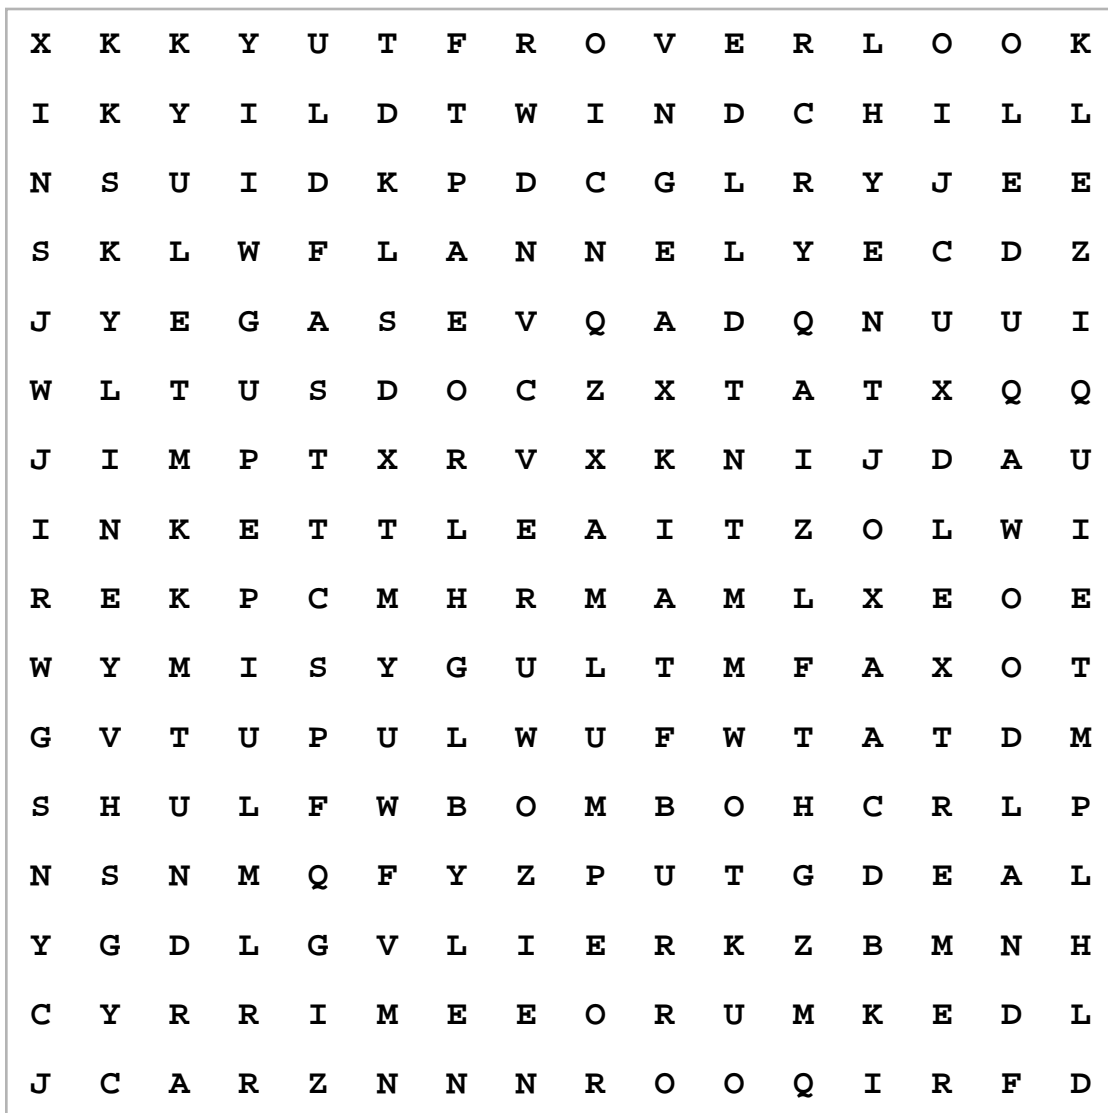 X K K Y U T F R O V E R L O O K
I K Y I L D T W I N D C H I L L
N S U I D K P D C G L R Y J E E
S K L W F L A N N E L Y E C D Z
J Y E G A S E V Q A D Q N U U I
W L T U S D O C Z X T A T X Q Q
J I M P T X R V X K N I J D A U
I N K E T T L E A I T Z O L W I
R E K P C M H R M A M L X E O E
W Y M I S Y G U L T M F A X O T
G V T U P U L W U F W T A T D M
S H U L F W B O M B O H C R L P
N S N M Q F Y Z P U T G D E A L
Y G D L G V L I E R K Z B M N H
C Y R R I M E E O R U M K E D L
J C A R Z N N N R O O Q I R F D